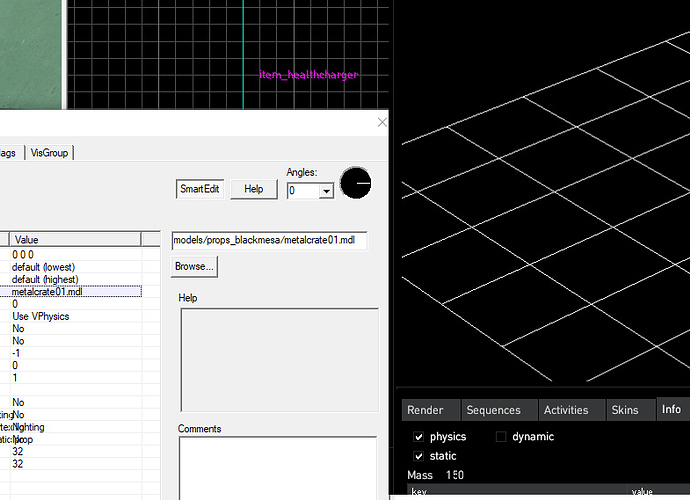 item_healthcharger
lags
VisGroup
Angles:
SmartEdit
Help
0
Value
models/props_blackmesa/metalcrate01.mdl
0 0 0
default (lowest)
Browse...
default (highest)
metalcrate01.mdl
Help
0
Use VPhysics
No
No
-1
0
1
No
No
No
No
32
32
Comments
Render
Sequences
Activities
Skins
Info
physics
dynamic
static
Mass 150
key
value